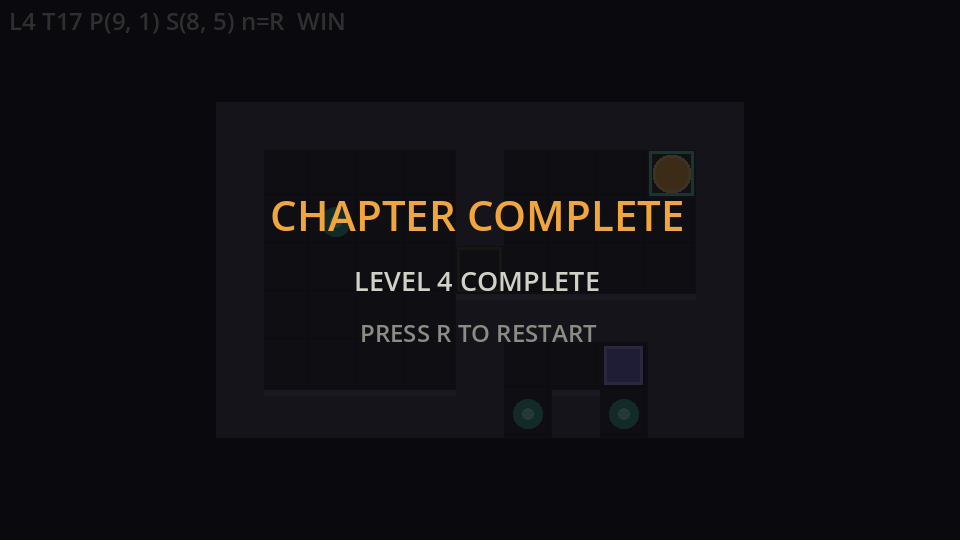 L4 T17 P(9, 1) S(8, 5) n=R  WIN
CHAPTER COMPLETE
LEVEL 4 COMPLETE
PRESS R TO RESTART